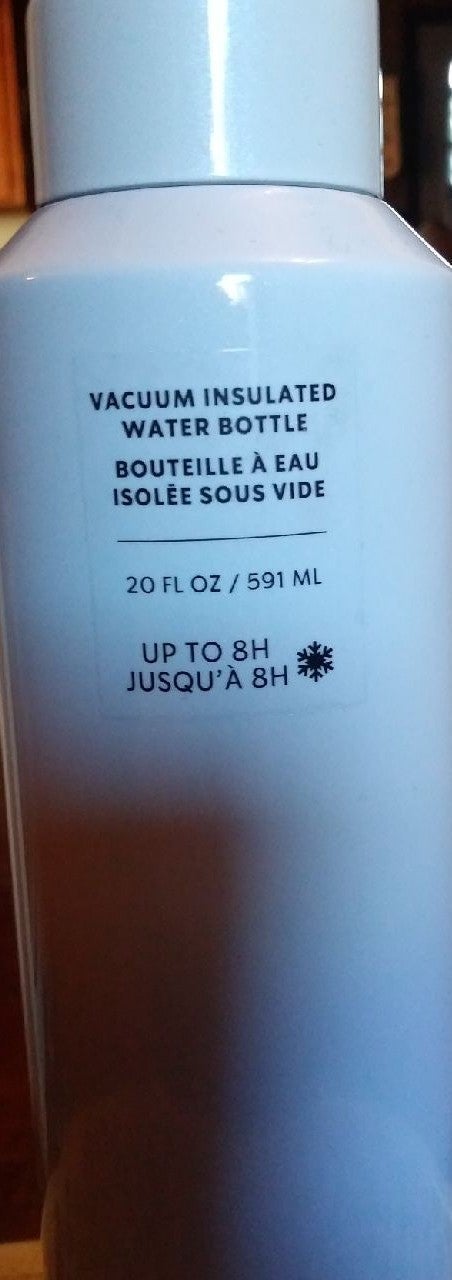 VACUUM INSULATED
WATER BOTTLE
BOUTEILLE À EAU
ISOLÉE SOUS VIDE
20 FL OZ / 591 ML
UP TO 8H
JUSQU'À 8H